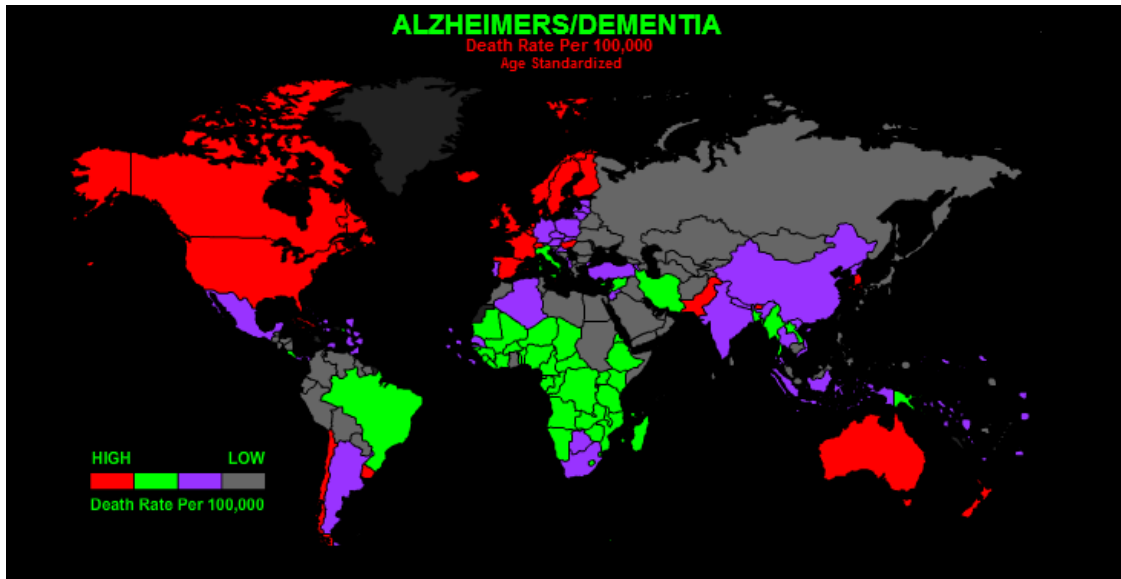 ALZHEIMERS/DEMENTIA
Death Rate Per 100,000
Age Standardized
HIGH LOW
Death Rate Per 100,000